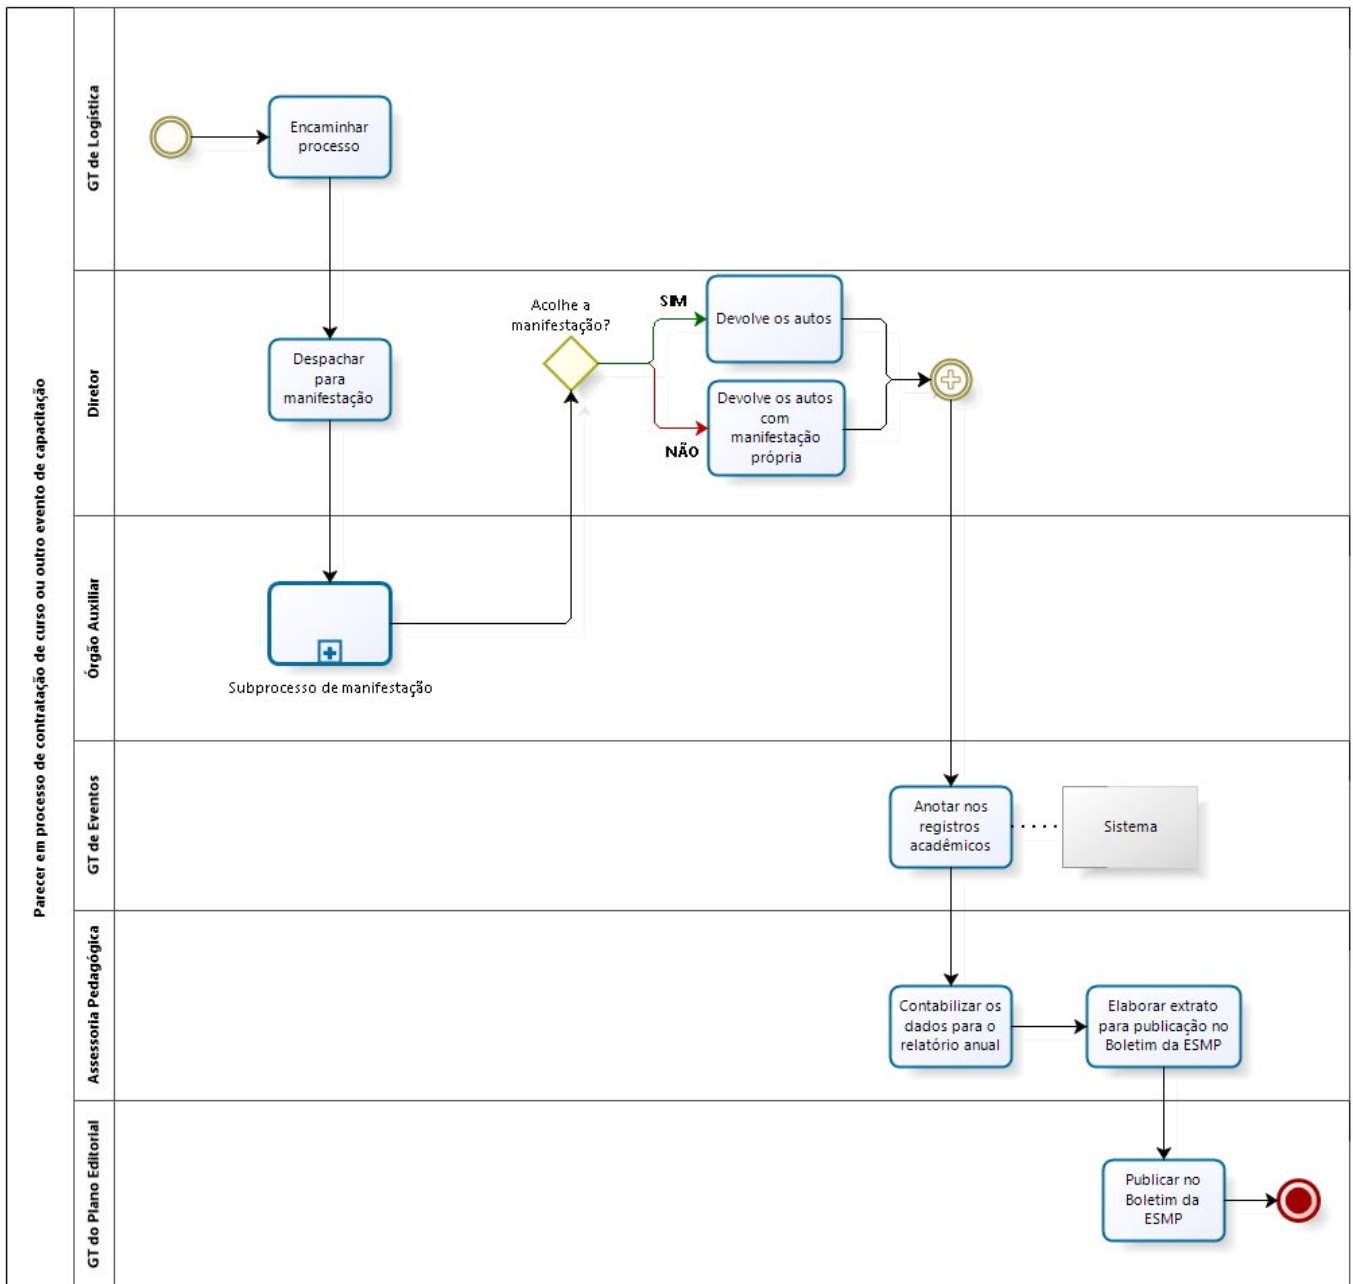 Parecer em processo de contratação de curso ou outro evento de capacitação
GT de Logística
Encaminhar
processo
Diretor
Despachar
para
manifestação
Acolhe a
manifestação?
SIM
NÃO
Devolve os autos
Devolve os autos
com
manifestação
própria
Órgão Auxiliar
Subprocesso de manifestação
GT de Eventos
Anotar nos
registros
acadêmicos
Sistema
Assessoria Pedagógica
Contabilizar os
dados para o
relatório anual
Elaborar extrato
para publicação no
Boletim da ESMP
GT do Plano Editorial
Publicar no
Boletim da
ESMP